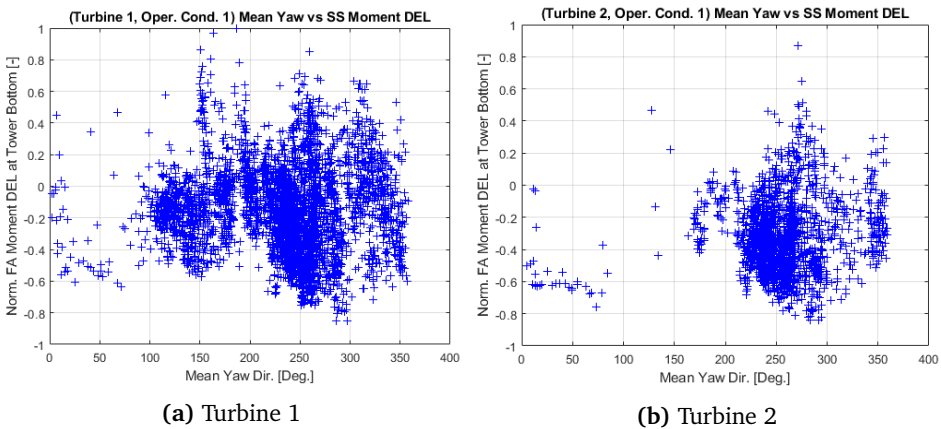 (Turbine 1, Oper. Cond. 1) Mean Yaw vs SS Moment DEL
Norm. FA Moment DEL at Tower Bottom [-]
1
0.8
0.6
0.4
0.2
0
-0.2
-0.4
-0.6
-0.8
-1
0 50 100 150 200 250 300 350 400
Mean Yaw Dir. [Deg.]
(a) Turbine 1
(Turbine 2, Oper. Cond. 1) Mean Yaw vs SS Moment DEL
Norm. FA Moment DEL at Tower Bottom [-]
1
0.8
0.6
0.4
0.2
0
-0.2
-0.4
-0.6
-0.8
-1
0 50 100 150 200 250 300 350 400
Mean Yaw Dir. [Deg.]
(b) Turbine 2